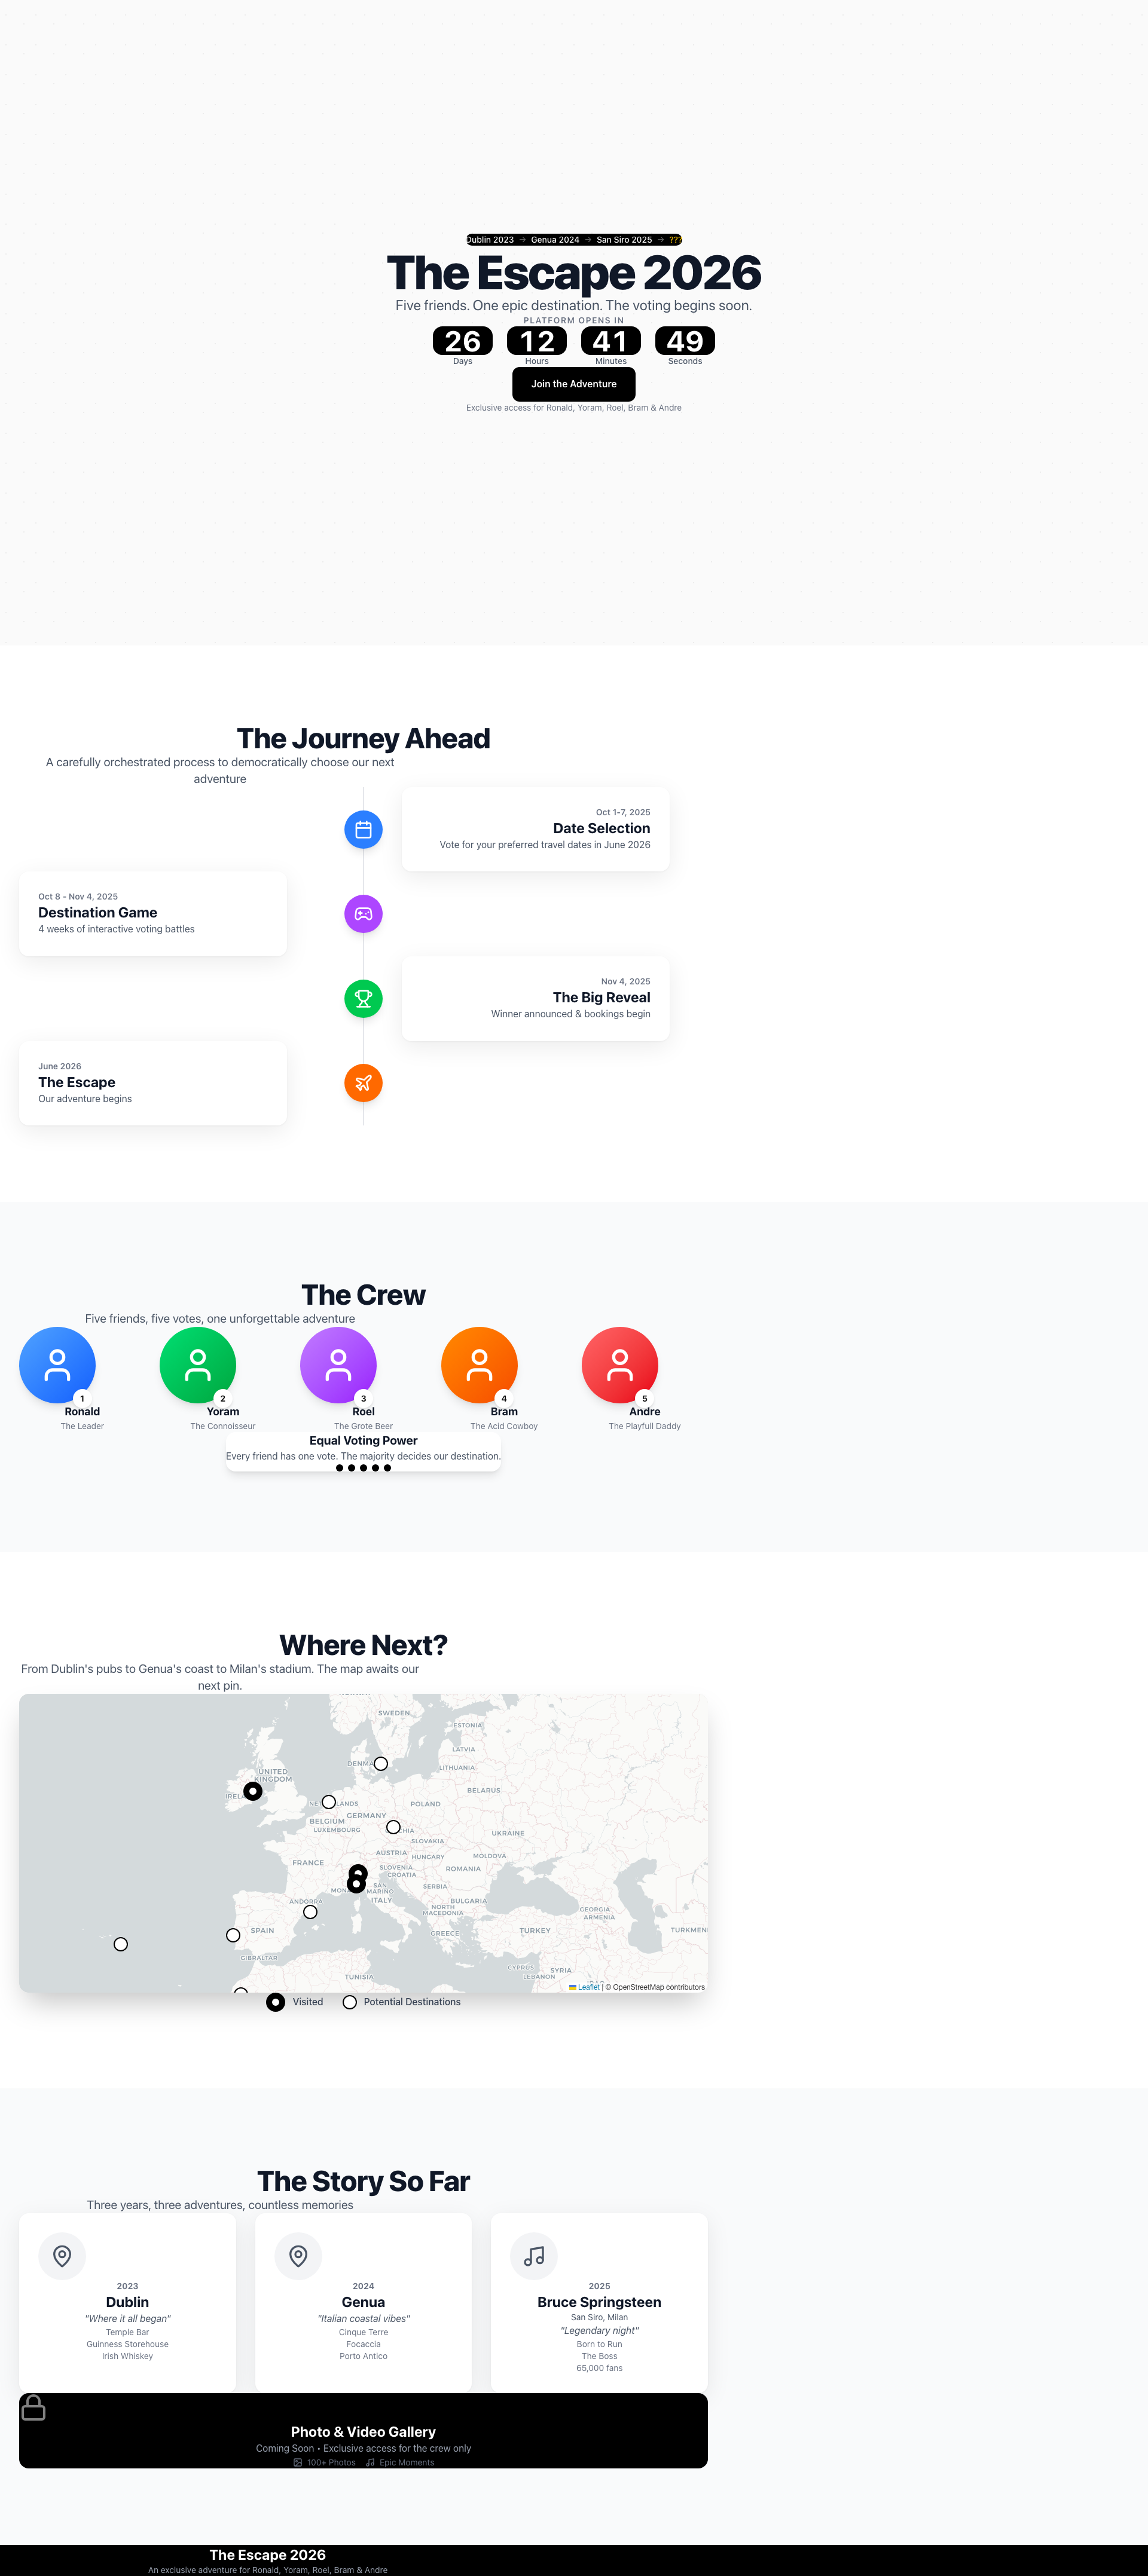 Dublin 2023 → Genua 2024 → San Siro 2025 → ???
The Escape 2026
Five friends. One epic destination. The voting begins soon.
PLATFORM OPENS IN
26 12 41 49
Days Hours Minutes Seconds
Join the Adventure
Exclusive access for Ronald, Yoram, Roel, Bram & Andre
The Journey Ahead
A carefully orchestrated process to democratically choose our next
adventure
Oct 1-7, 2025
Date Selection
Vote for your preferred travel dates in June 2026
Oct 8 - Nov 4, 2025
Destination Game
4 weeks of interactive voting battles
Nov 4, 2025
The Big Reveal
Winner announced & bookings begin
June 2026
The Escape
Our adventure begins
The Crew
Five friends, five votes, one unforgettable adventure
1 2 3 4 5
Ronald Yoram Roel Bram Andre
The Leader The Connoisseur The Grote Beer The Acid Cowboy The Playfull Daddy
Equal Voting Power
Every friend has one vote. The majority decides our destination.
Where Next?
From Dublin's pubs to Genua's coast to Milan's stadium. The map awaits our
next pin.
SWEDEN
ESTONIA
LATVIA
LITHUANIA
UNITED
KINGDOM
BELARUS
POLAND
GERMANY
BELGIUM
LUXEMBOURG
UKRAINE
SLOVAKIA
AUSTRIA HUNGARY MOLDOVA
FRANCE
SLOVENIA ROMANIA
CROATIA
SERBIA
SAN
MARINO
ITALY
ANDORRA
BULGARIA
NORTH
MACEDONIA
GEORGIA
ARMENIA
SPAIN GREECE TURKEY TURKMEN
GIBRALTAR
CYPRUS SYRIA
LEBANON
TUNISIA
Leaflet | © OpenStreetMap contributors
Visited Potential Destinations
The Story So Far
Three years, three adventures, countless memories
2023
Dublin
"Where it all began"
Temple Bar
Guinness Storehouse
Irish Whiskey
2024
Genua
"Italian coastal vibes"
Cinque Terre
Focaccia
Porto Antico
2025
Bruce Springsteen
San Siro, Milan
"Legendary night"
Born to Run
The Boss
65,000 fans
Photo & Video Gallery
Coming Soon • Exclusive access for the crew only
100+ Photos Epic Moments
The Escape 2026
An exclusive adventure for Ronald, Yoram, Roel, Bram & Andre